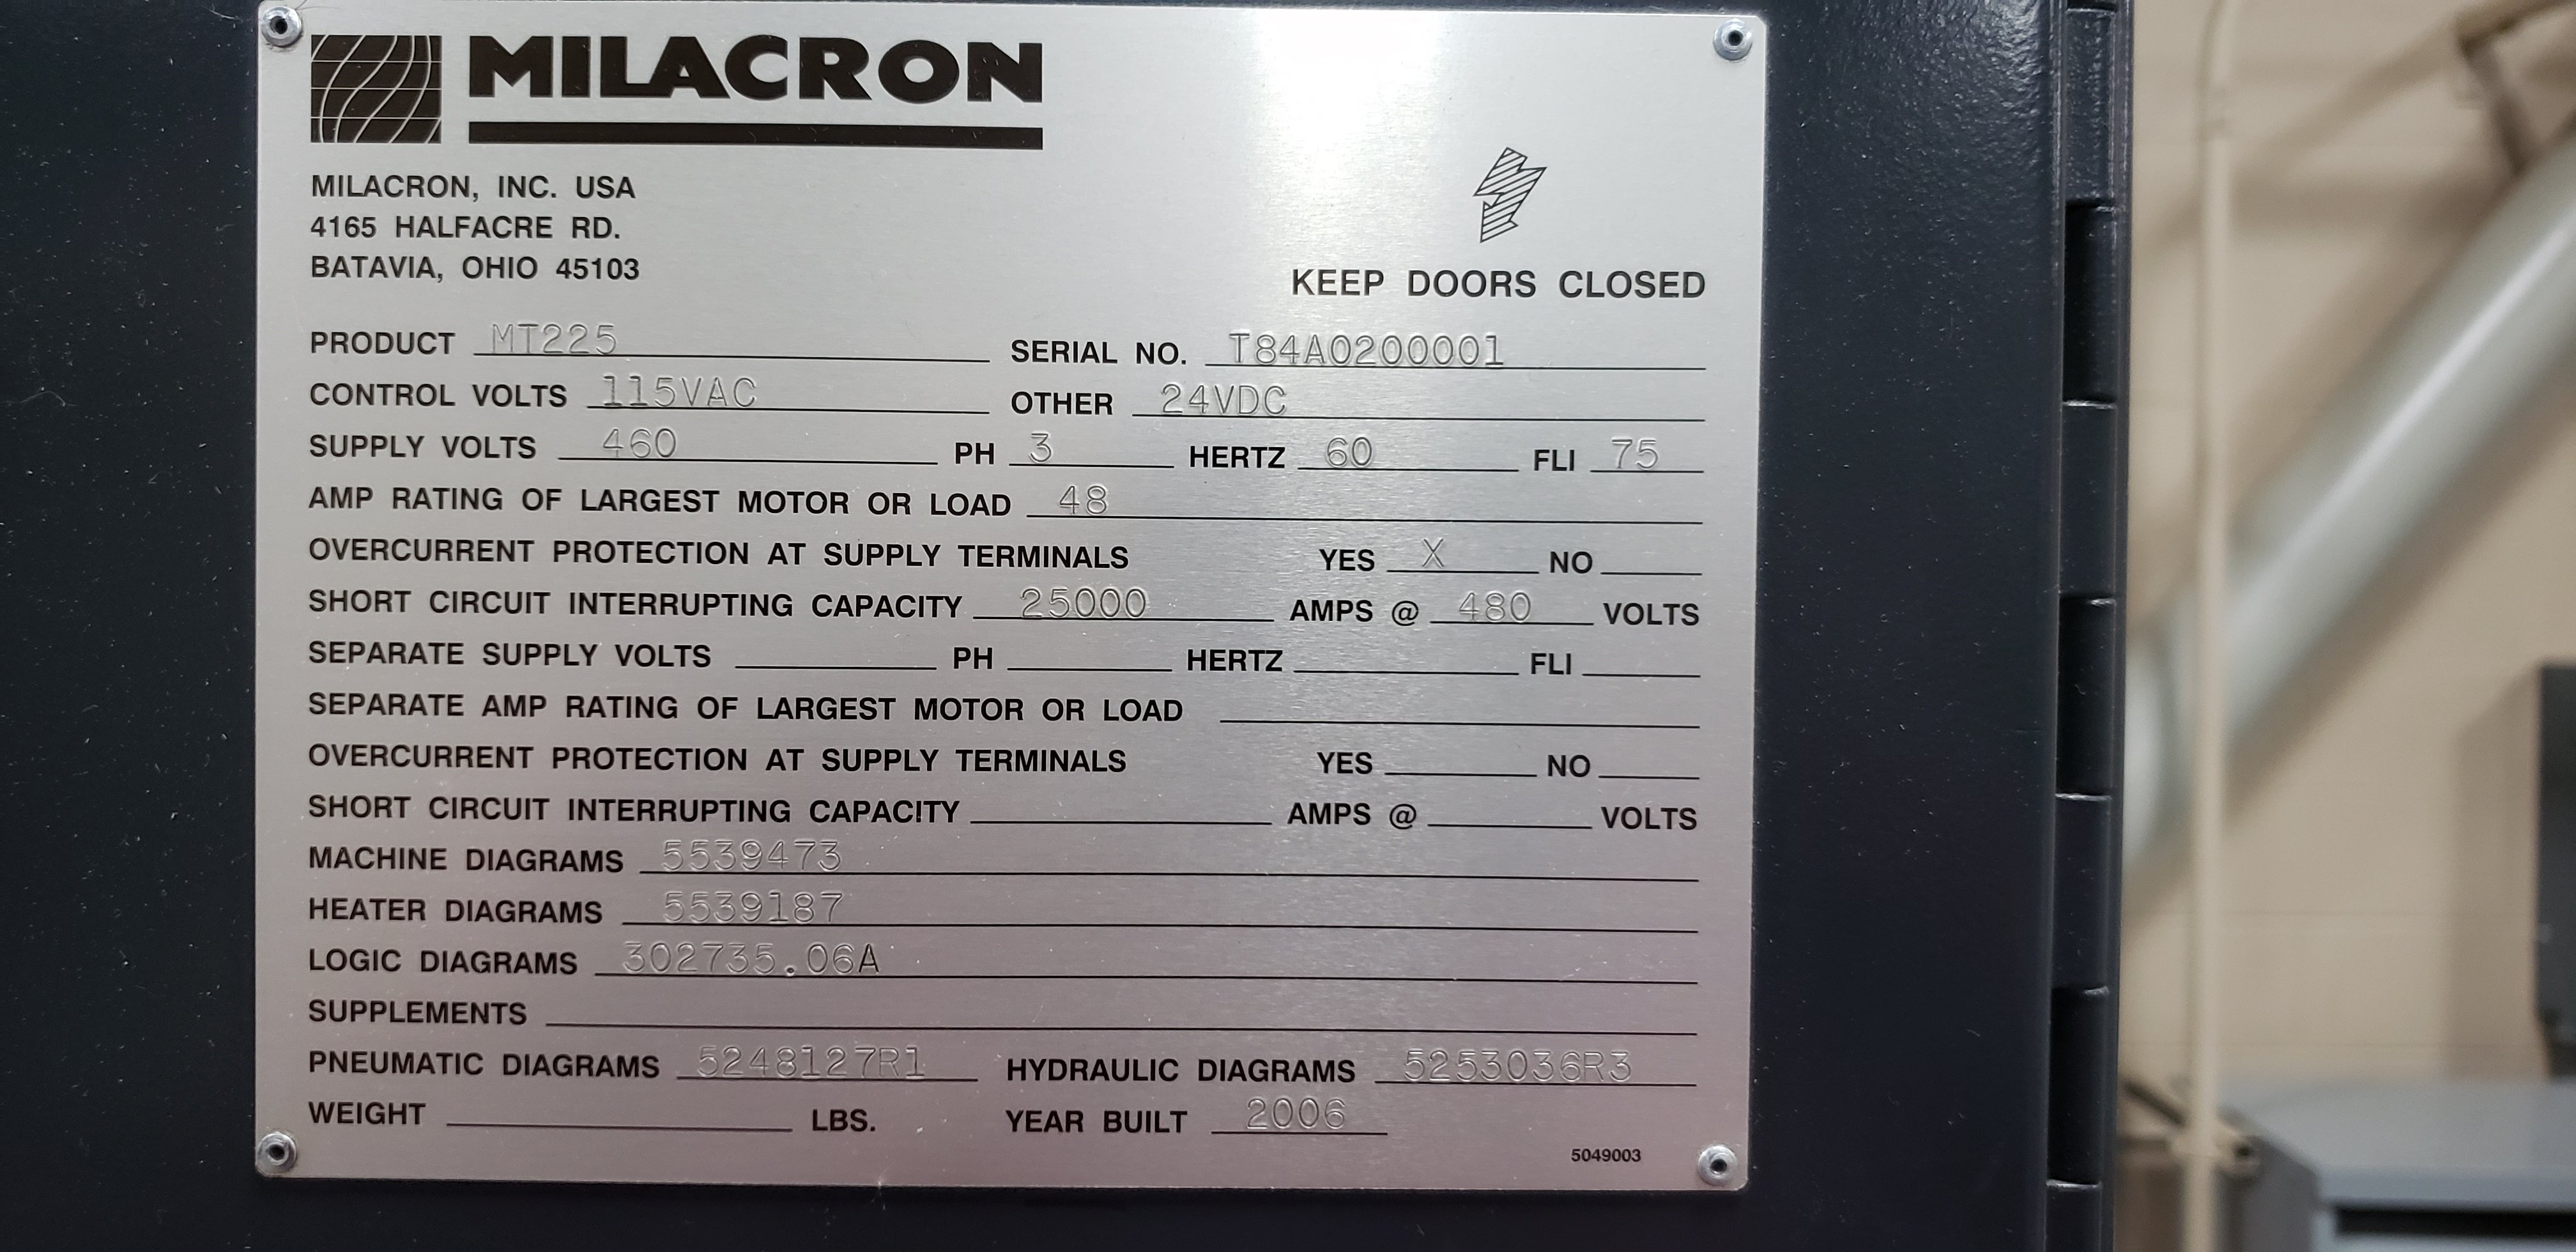 MILACRON
MILACRON, INC. USA
4165 HALFACRE RD.
BATAVIA, OHIO 45103
KEEP DOORS CLOSED
PRODUCT MT225 SERIAL NO. T84A0200001
CONTROL VOLTS 115VAC OTHER 24VDC
SUPPLY VOLTS 460 PH 3 HERTZ 60 FLI 75
AMP RATING OF LARGEST MOTOR OR LOAD 48
OVERCURRENT PROTECTION AT SUPPLY TERMINALS YES X NO
SHORT CIRCUIT INTERRUPTING CAPACITY 25000 AMPS @ 480 VOLTS
SEPARATE SUPPLY VOLTS PH HERTZ FLI
SEPARATE AMP RATING OF LARGEST MOTOR OR LOAD
OVERCURRENT PROTECTION AT SUPPLY TERMINALS YES NO
SHORT CIRCUIT INTERRUPTING CAPACITY AMPS @ VOLTS
MACHINE DIAGRAMS 5539473
HEATER DIAGRAMS 5539187
LOGIC DIAGRAMS 302735.06A
SUPPLEMENTS
PNEUMATIC DIAGRAMS 5248127R1 HYDRAULIC DIAGRAMS 5253036R3
WEIGHT LBS. YEAR BUILT 2006
5049003